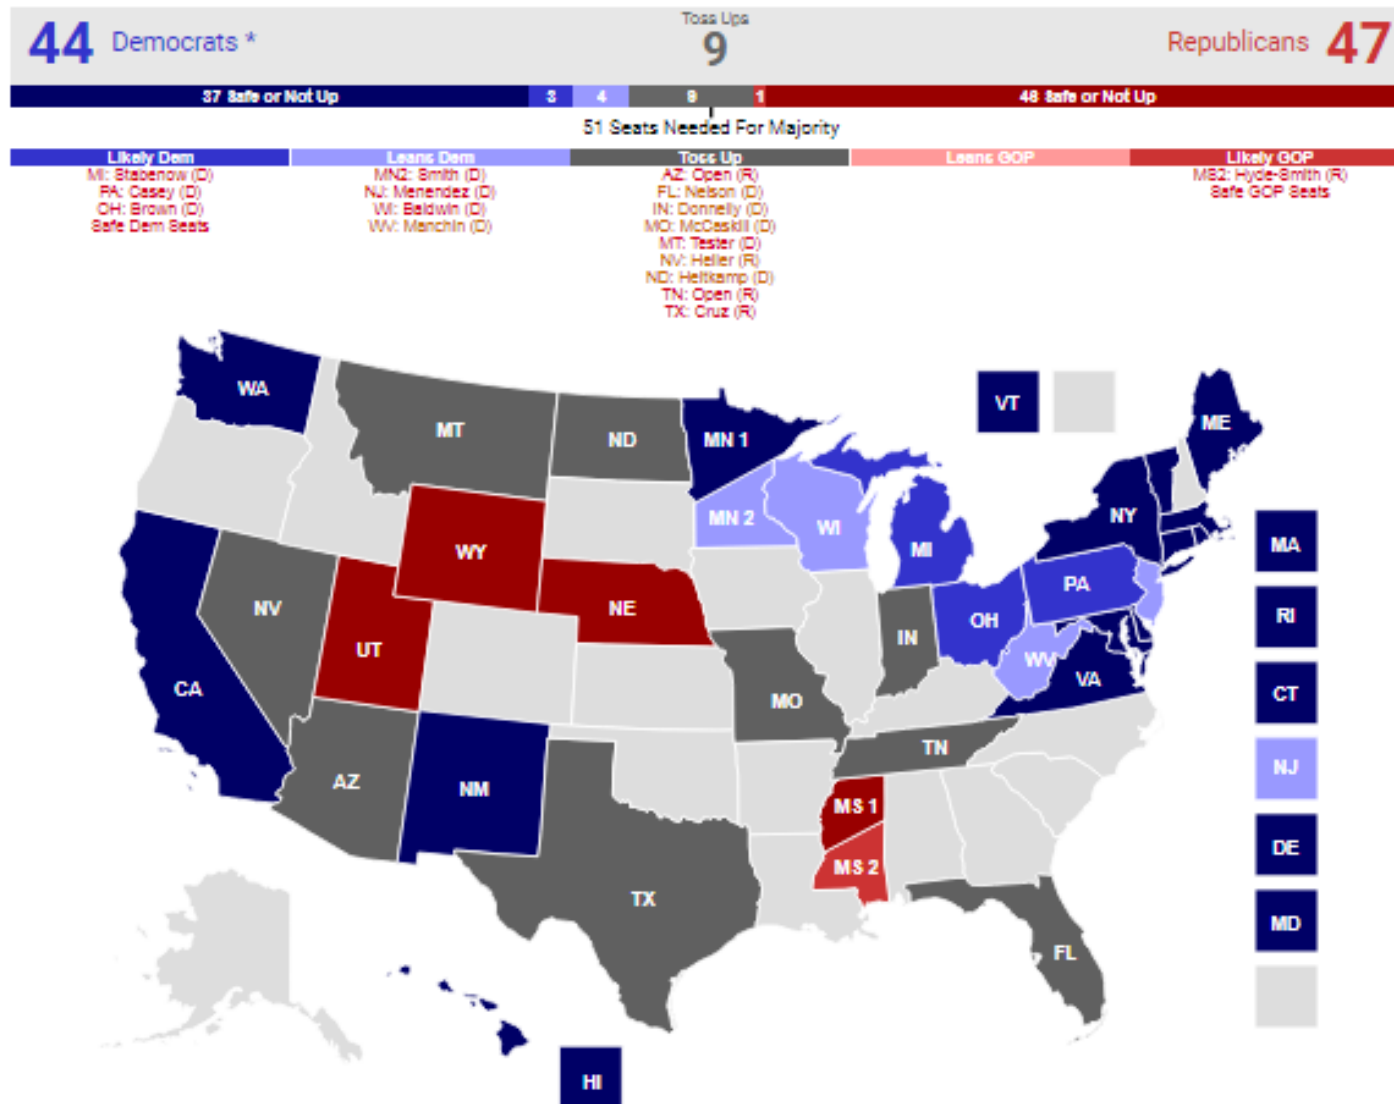 Toss Ups
44 Democrats * 9 Republicans 47
37 Safe or Not Up 3 4 9 1 46 Safe or Not Up
51 Seats Needed For Majority
Likely Dem Leans Dem Toss Up Leans GOP Likely GOP
MI: Stabenow (D) MN2: Smith (D) AZ: Open (R) MS2: Hyde-Smith (R)
PA: Casey (D) NJ: Menendez (D) FL: Nelson (D) Safe GOP Seats
OH: Brown (D) WI: Baldwin (D) IN: Donnelly (D)
Safe Dem Seats WV: Manchin (D) MO: McCaskill (D)
MT: Tester (D)
NV: Heller (R)
ND: Heitkamp (D)
TN: Open (R)
TX: Cruz (R)
WA
VT
ME
MT
ND
MN 1
NY
MN 2
WI
MA
MI
WY
PA
NV
NE
RI
OH
IN
UT
WV
VA
CA
CT
MO
TN
NJ
AZ
NM
MS 1
DE
MS 2
TX
MD
FL
HI